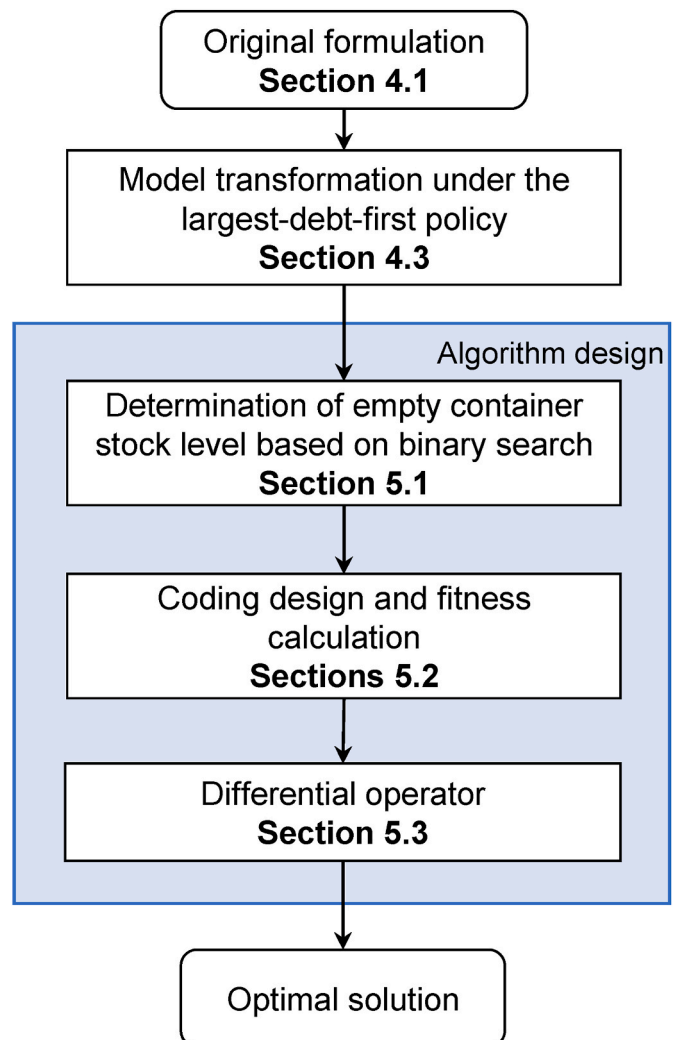 Original formulation
Section 4.1
Model transformation under the
largest-debt-first policy
Section 4.3
Algorithm design
Determination of empty container
stock level based on binary search
Section 5.1
Coding design and fitness
calculation
Sections 5.2
Differential operator
Section 5.3
Optimal solution